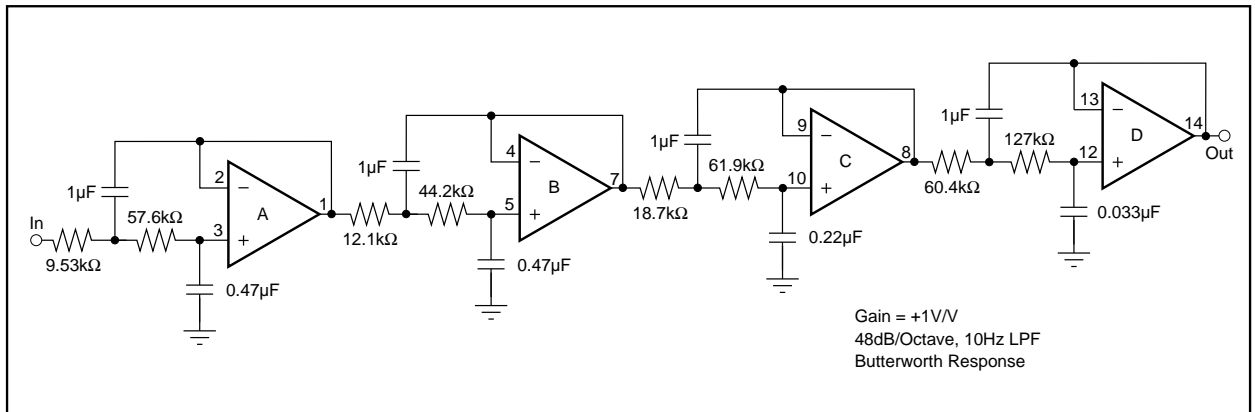 In
9.53kΩ
1µF
57.6kΩ
0.47µF
2
3
1
−
+
A
12.1kΩ
1µF
44.2kΩ
0.47µF
4
5
7
−
+
B
18.7kΩ
1µF
61.9kΩ
0.22µF
9
10
8
−
+
C
60.4kΩ
1µF
127kΩ
0.033µF
13
12
14
−
+
D
Out
Gain = +1V/V
48dB/Octave, 10Hz LPF
Butterworth Response